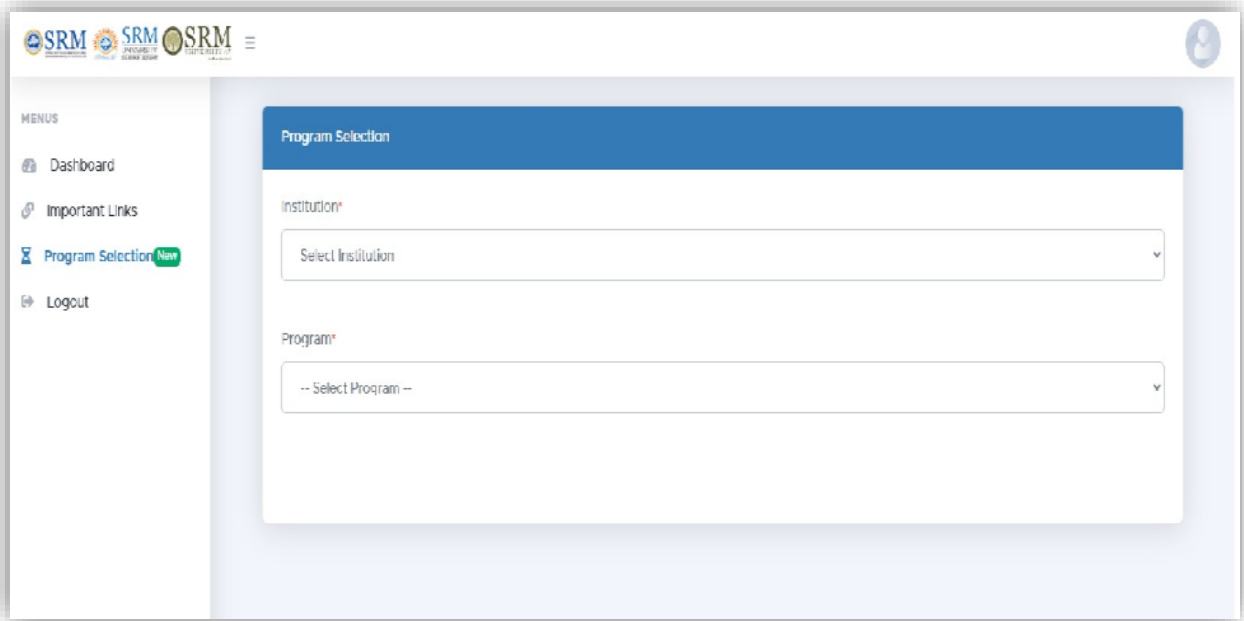 SRM SRM SRM
MENUS
Dashboard
Important Links
Program Selection New
Logout
Program Selection
Institution*
Select Institution
Program*
-- Select Program --